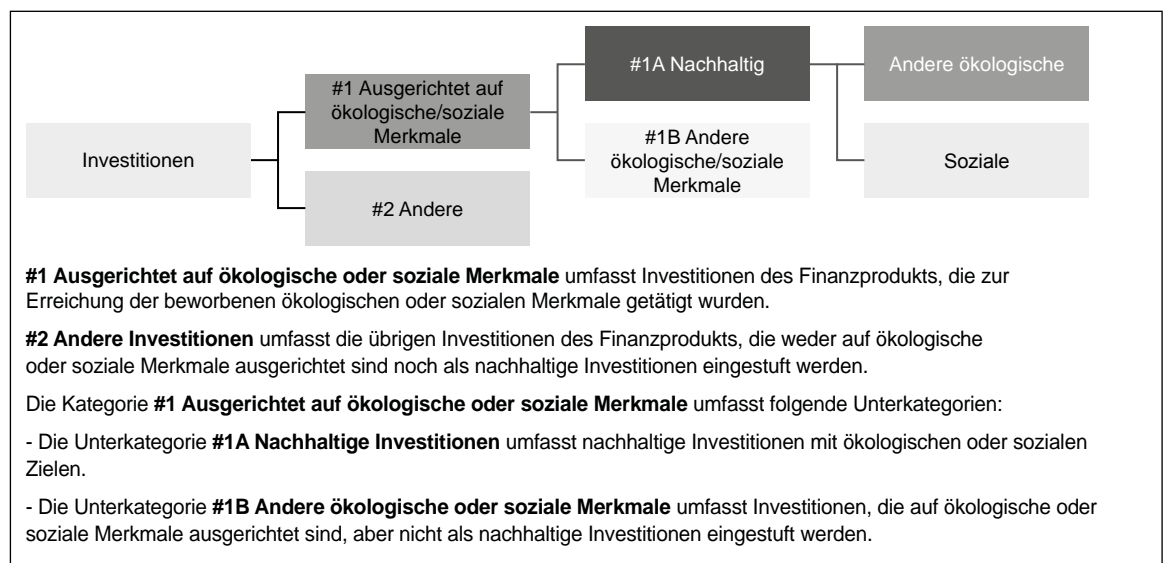 Investitionen
#1 Ausgerichtet auf
ökologische/soziale
Merkmale
#2 Andere
#1A Nachhaltig
#1B Andere
ökologische/soziale
Merkmale
Andere ökologische
Soziale
#1 Ausgerichtet auf ökologische oder soziale Merkmale umfasst Investitionen des Finanzprodukts, die zur
Erreichung der beworbenen ökologischen oder sozialen Merkmale getätigt wurden.
#2 Andere Investitionen umfasst die übrigen Investitionen des Finanzprodukts, die weder auf ökologische
oder soziale Merkmale ausgerichtet sind noch als nachhaltige Investitionen eingestuft werden.
Die Kategorie #1 Ausgerichtet auf ökologische oder soziale Merkmale umfasst folgende Unterkategorien:
- Die Unterkategorie #1A Nachhaltige Investitionen umfasst nachhaltige Investitionen mit ökologischen oder sozialen
Zielen.
- Die Unterkategorie #1B Andere ökologische oder soziale Merkmale umfasst Investitionen, die auf ökologische oder
soziale Merkmale ausgerichtet sind, aber nicht als nachhaltige Investitionen eingestuft werden.